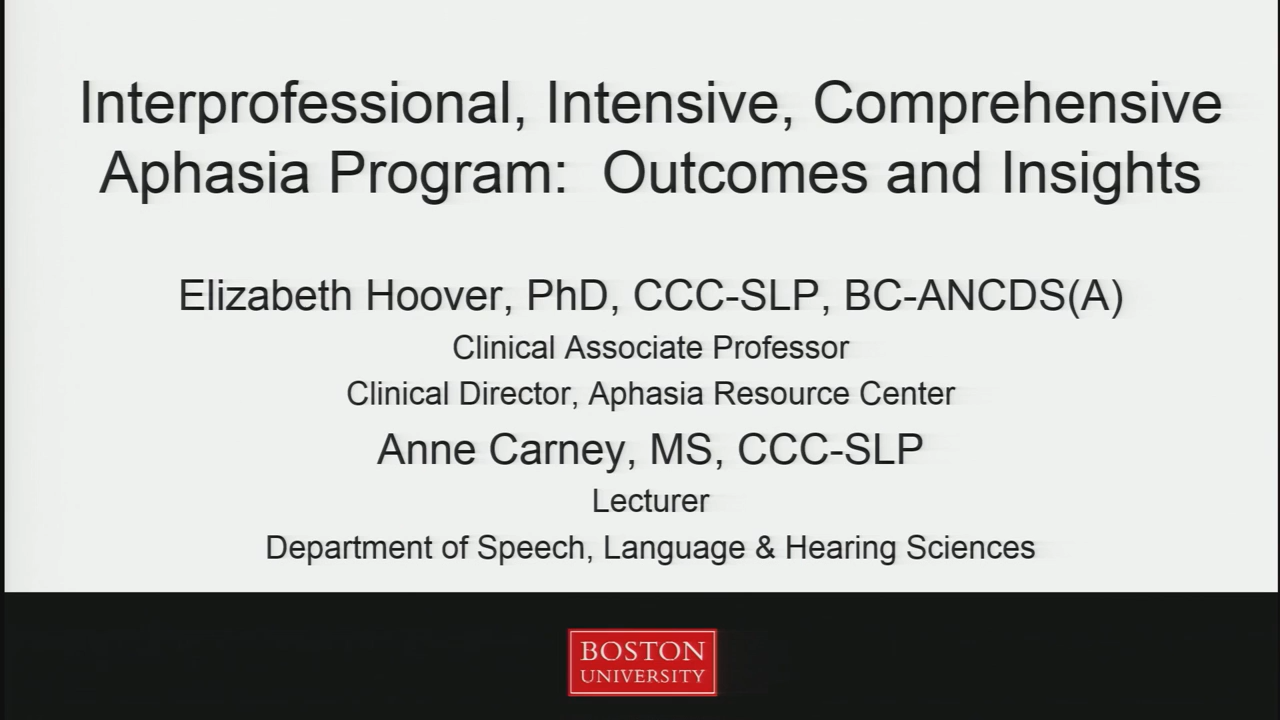 Interprofessional, Intensive, Comprehensive
Aphasia Program: Outcomes and Insights
Elizabeth Hoover, PhD, CCC-SLP, BC-ANCDS(A)
Clinical Associate Professor
Clinical Director, Aphasia Resource Center
Anne Carney, MS, CCC-SLP
Lecturer
Department of Speech, Language & Hearing Sciences
BOSTON
UNIVERSITY